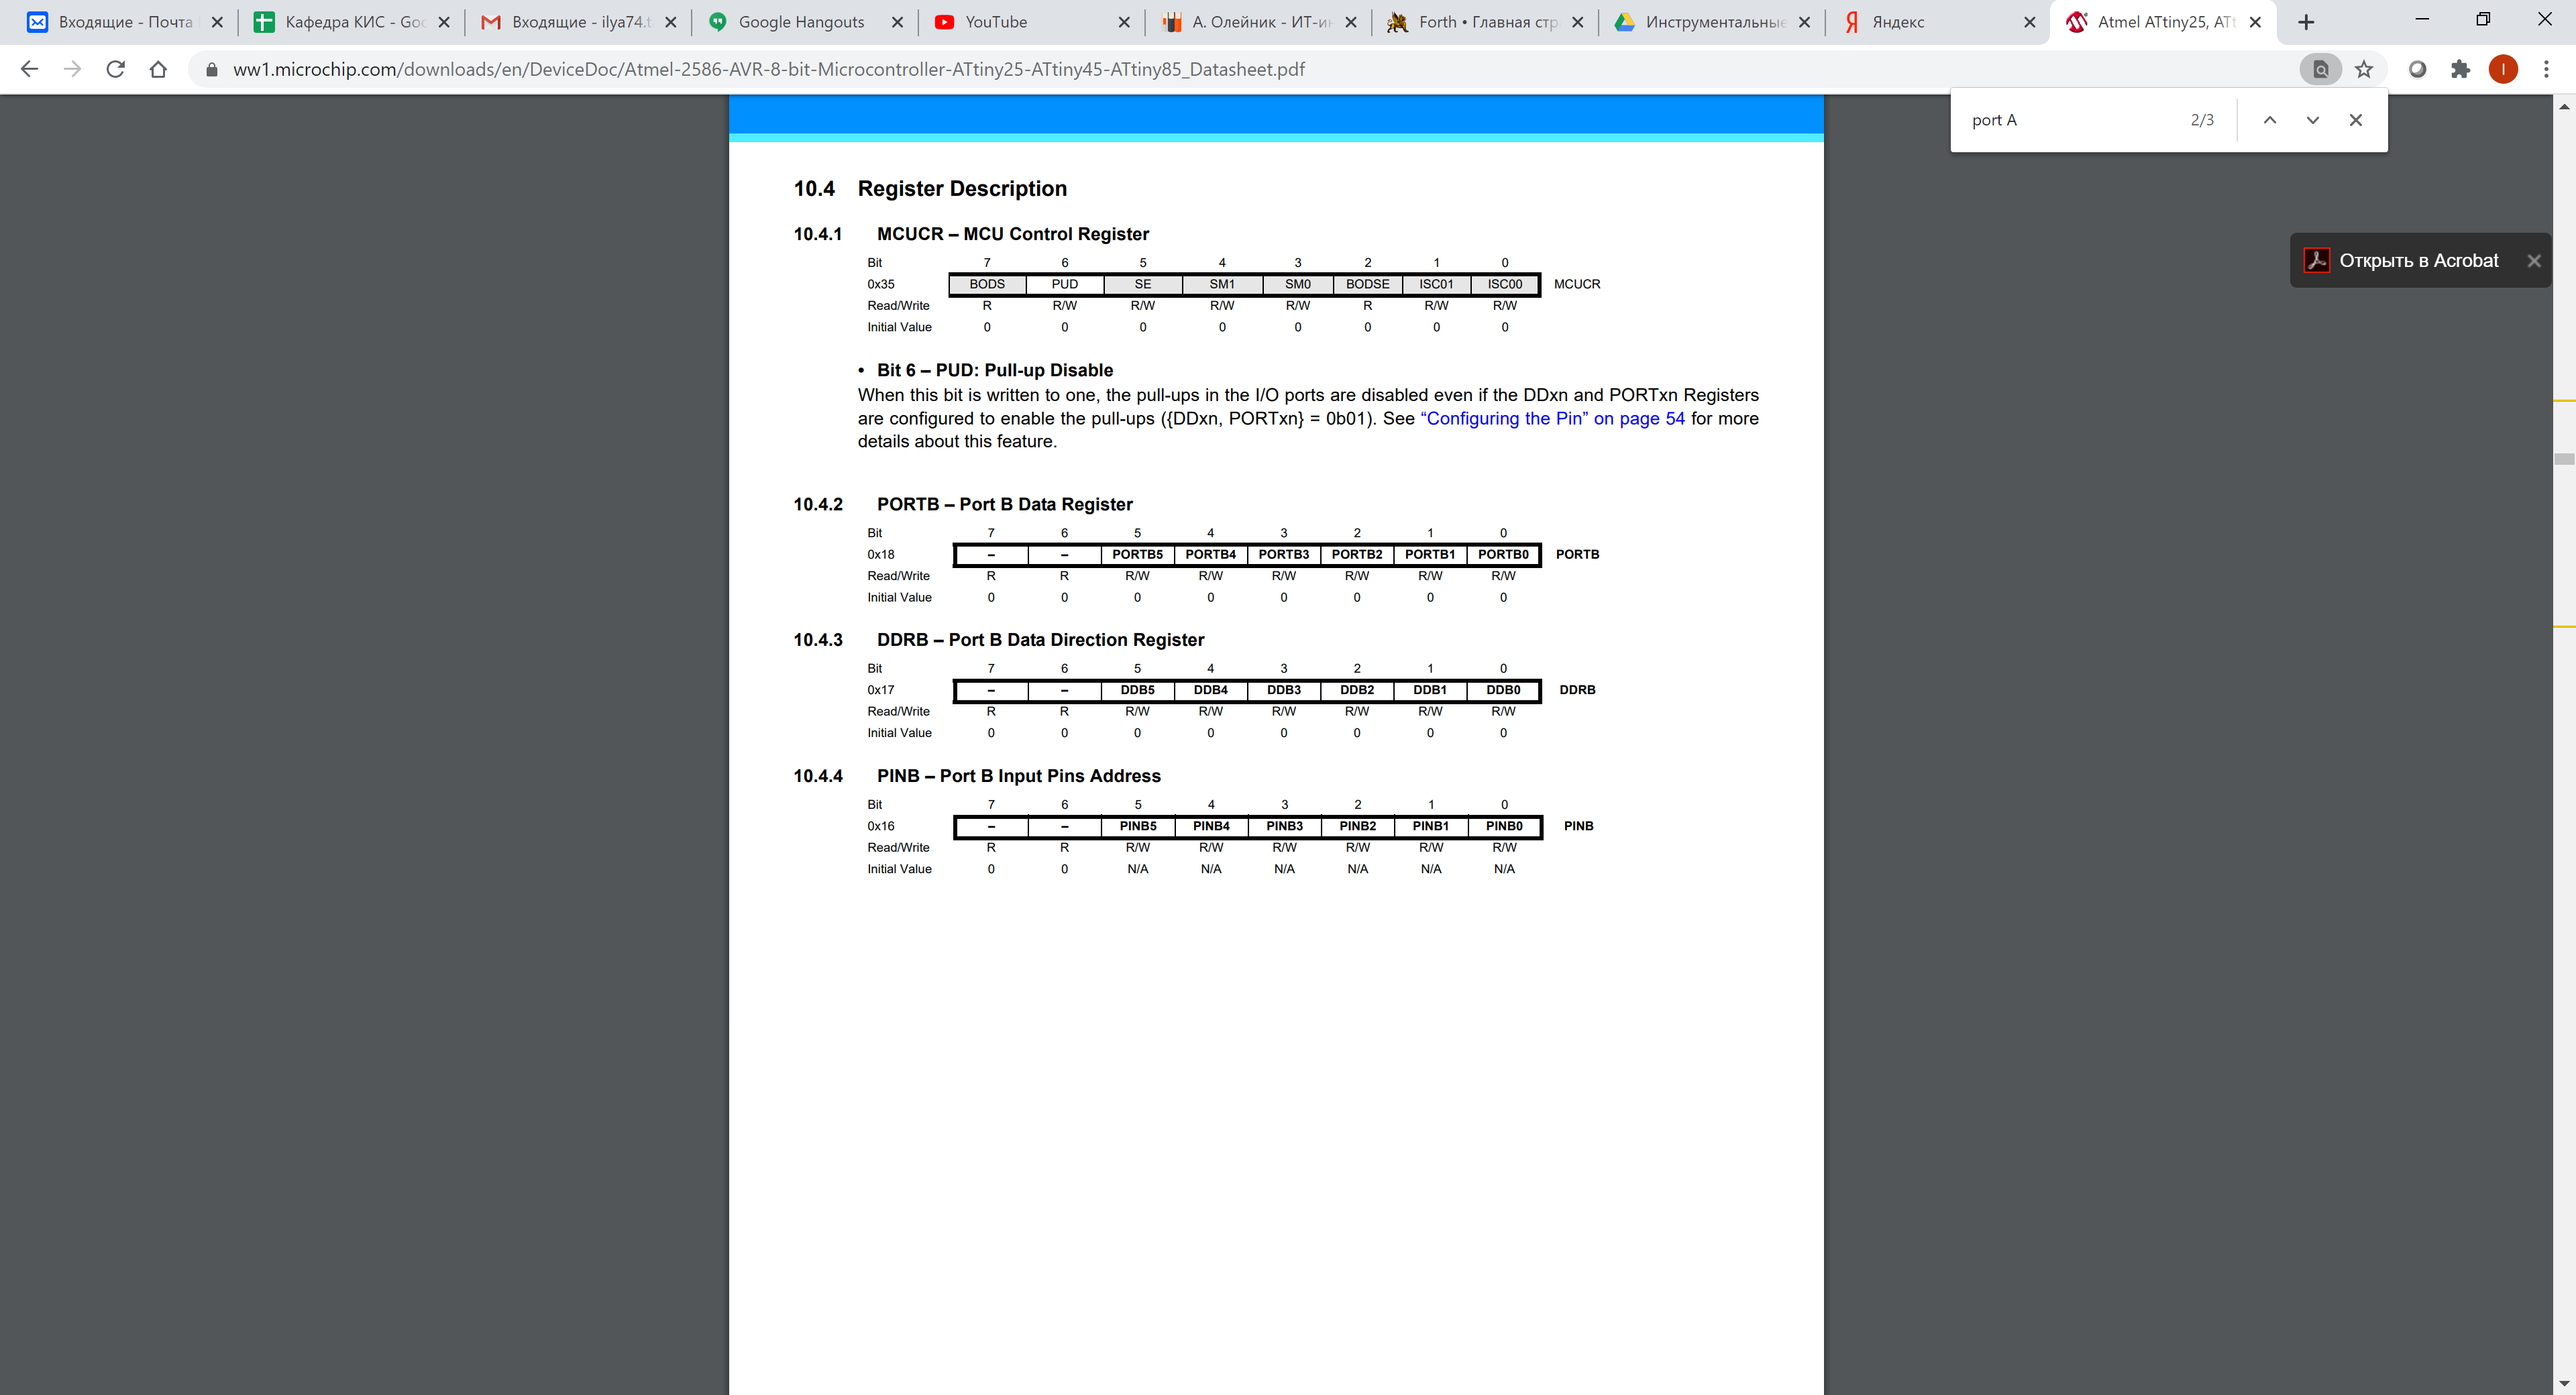 Входящие - Почта
Кафедра КИС - Goo
Входящие - ilya74.t
Google Hangouts
YouTube
А. Олейник - ИТ-и
Forth • Главная стр
Инструментальные
Яндекс
Atmel ATtiny25, ATt
ww1.microchip.com/downloads/en/DeviceDoc/Atmel-2586-AVR-8-bit-Microcontroller-ATtiny25-ATtiny45-ATtiny85_Datasheet.pdf
I
port A 2/3
Открыть в Acrobat
10.4 Register Description
10.4.1 MCUCR – MCU Control Register
Bit 7 6 5 4 3 2 1 0
0x35 BODS PUD SE SM1 SM0 BODSE ISC01 ISC00 MCUCR
Read/Write R R/W R/W R/W R/W R R/W R/W
Initial Value 0 0 0 0 0 0 0 0
• Bit 6 – PUD: Pull-up Disable
When this bit is written to one, the pull-ups in the I/O ports are disabled even if the DDxn and PORTxn Registers
are configured to enable the pull-ups ({DDxn, PORTxn} = 0b01). See “Configuring the Pin” on page 54 for more
details about this feature.
10.4.2 PORTB – Port B Data Register
Bit 7 6 5 4 3 2 1 0
0x18 – – PORTB5 PORTB4 PORTB3 PORTB2 PORTB1 PORTB0 PORTB
Read/Write R R R/W R/W R/W R/W R/W R/W
Initial Value 0 0 0 0 0 0 0 0
10.4.3 DDRB – Port B Data Direction Register
Bit 7 6 5 4 3 2 1 0
0x17 – – DDB5 DDB4 DDB3 DDB2 DDB1 DDB0 DDRB
Read/Write R R R/W R/W R/W R/W R/W R/W
Initial Value 0 0 0 0 0 0 0 0
10.4.4 PINB – Port B Input Pins Address
Bit 7 6 5 4 3 2 1 0
0x16 – – PINB5 PINB4 PINB3 PINB2 PINB1 PINB0 PINB
Read/Write R R R/W R/W R/W R/W R/W R/W
Initial Value 0 0 N/A N/A N/A N/A N/A N/A